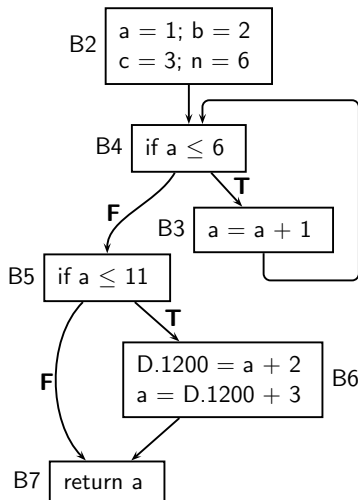 B2
a = 1; b = 2
c = 3; n = 6
B4
if a ≤ 6
T
F
B3
a = a + 1
B5
if a ≤ 11
T
F
D.1200 = a + 2
a = D.1200 + 3
B6
B7
return a